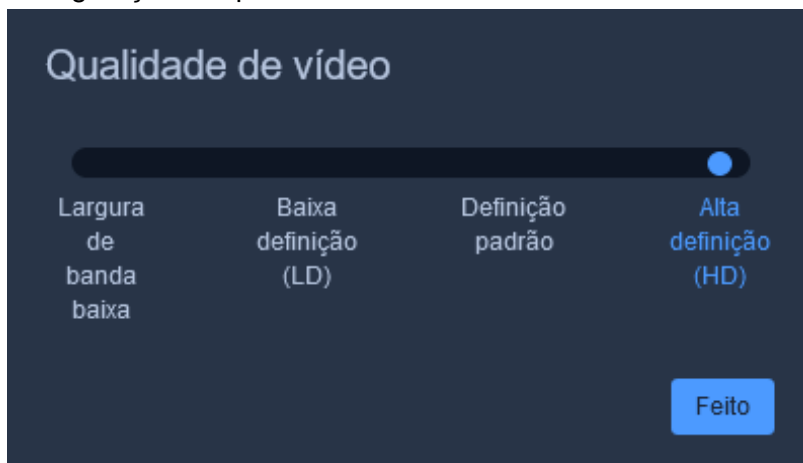 Qualidade de vídeo
Largura de banda baixa
Baixa definição (LD)
Definição padrão
Alta definição (HD)
Feito